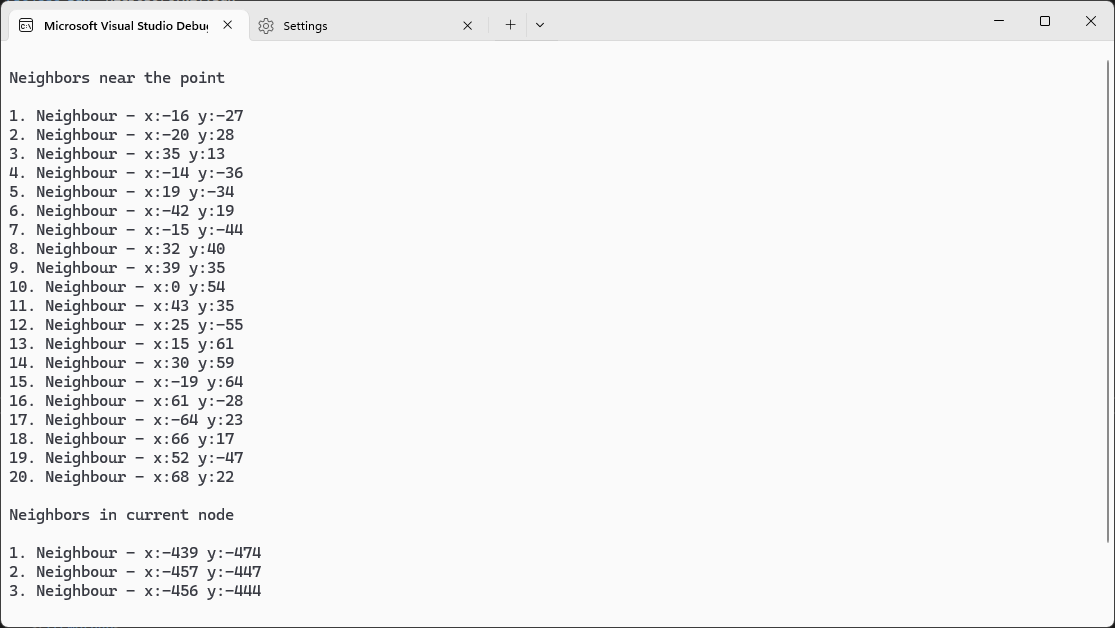 Microsoft Visual Studio Debug
Settings
Neighbors near the point
1. Neighbour - x:-16 y:-27
2. Neighbour - x:-20 y:28
3. Neighbour - x:35 y:13
4. Neighbour - x:-14 y:-36
5. Neighbour - x:19 y:-34
6. Neighbour - x:-42 y:19
7. Neighbour - x:-15 y:-44
8. Neighbour - x:32 y:40
9. Neighbour - x:39 y:35
10. Neighbour - x:0 y:54
11. Neighbour - x:43 y:35
12. Neighbour - x:25 y:-55
13. Neighbour - x:15 y:61
14. Neighbour - x:30 y:59
15. Neighbour - x:-19 y:64
16. Neighbour - x:61 y:-28
17. Neighbour - x:-64 y:23
18. Neighbour - x:66 y:17
19. Neighbour - x:52 y:-47
20. Neighbour - x:68 y:22
Neighbors in current node
1. Neighbour - x:-439 y:-474
2. Neighbour - x:-457 y:-447
3. Neighbour - x:-456 y:-444